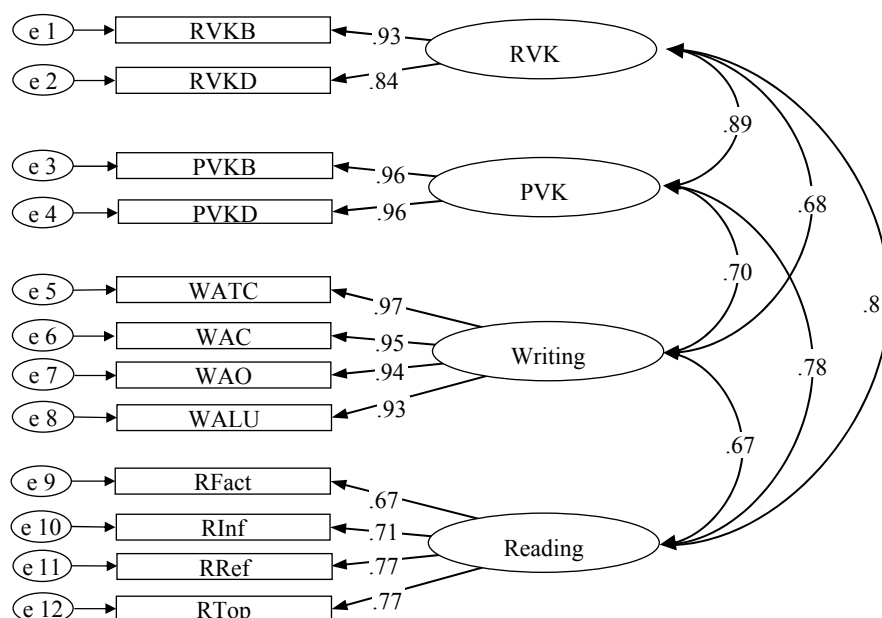 e 1 RVKB .93 RVK
e 2 RVKD .84
.89
e 3 PVKB .96 PVK
e 4 PVKD .96
.68
.70
e 5 WATC .97
.8
e 6 WAC .95 Writing
e 7 WAO .94
.78
e 8 WALU .93
.67
e 9 RFact .67
e 10 RInf .71 Reading
e 11 RRef .77
e 12 RTop .77